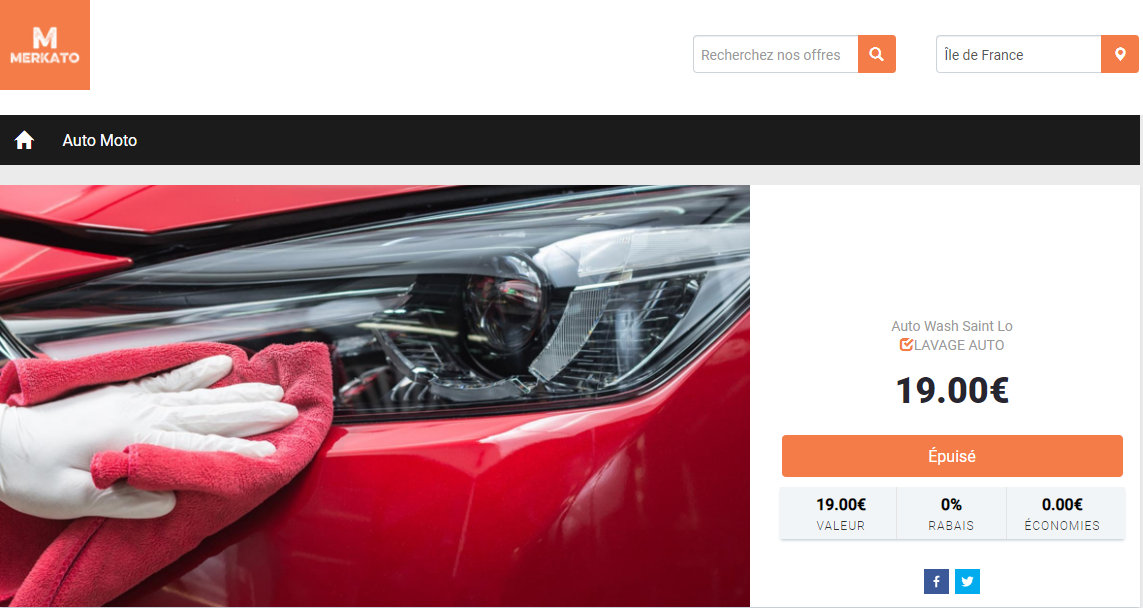 M
MERKATO
Recherchez nos offres
Île de France
Auto Moto
Auto Wash Saint Lo
LAVAGE AUTO
19.00€
Épuisé
19.00€ 0% 0.00€
VALEUR RABAIS ÉCONOMIES